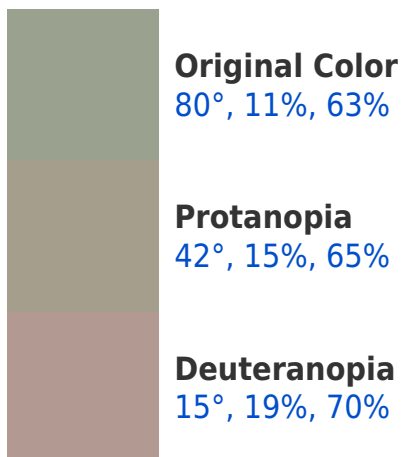 Original Color
80°, 11%, 63%
Protanopia
42°, 15%, 65%
Deuteranopia
15°, 19%, 70%